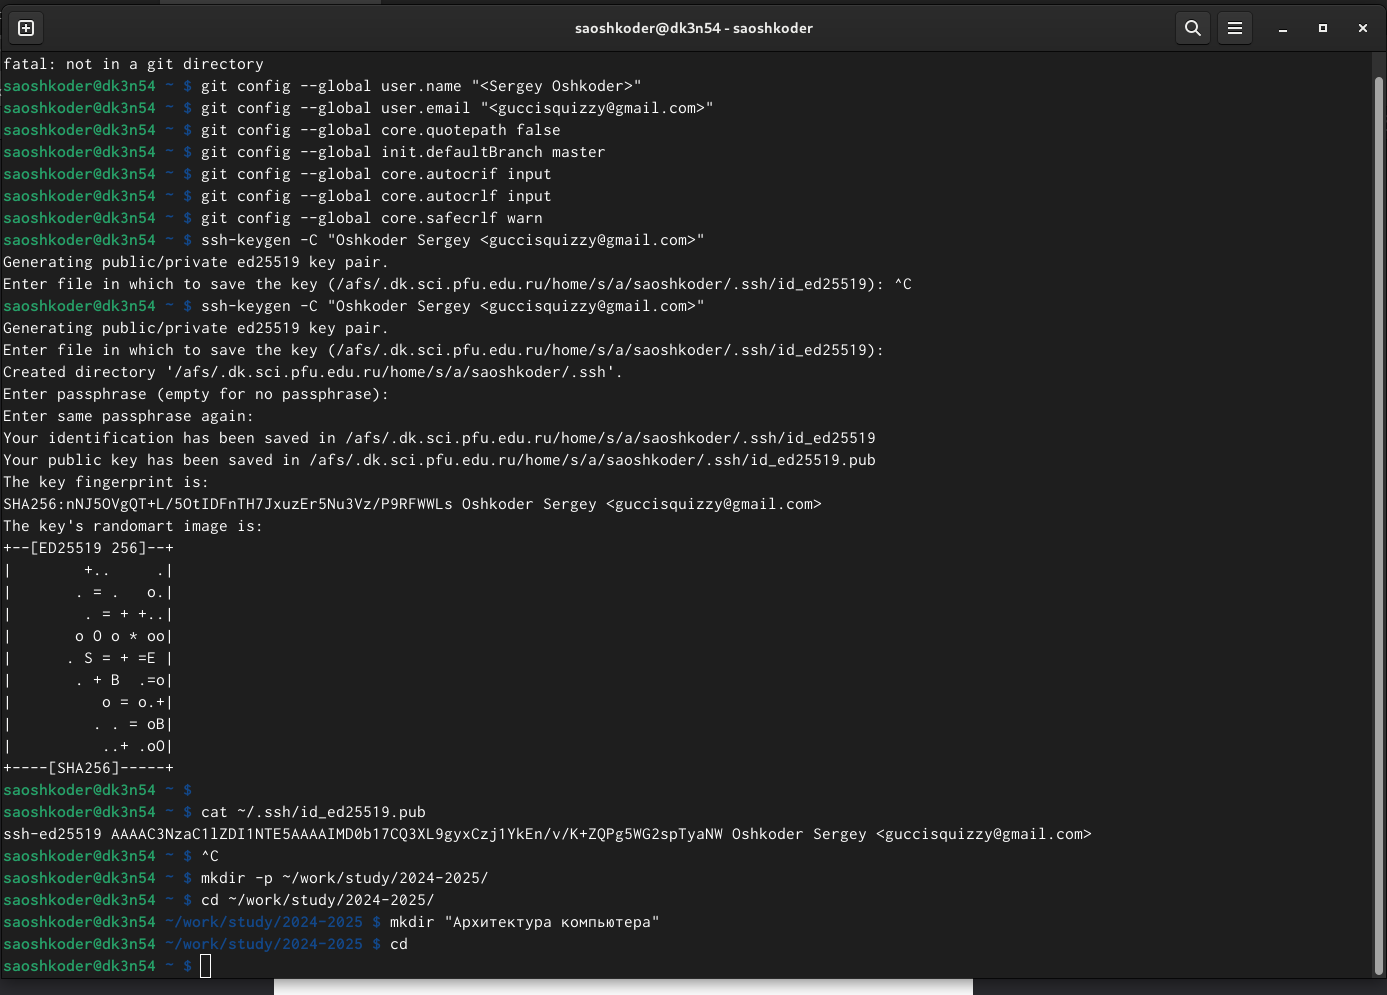 saoshkoder@dk3n54 - saoshkoder
fatal: not in a git directory
saoshkoder@dk3n54 ~ $ git config --global user.name "<Sergey Oshkoder>"
saoshkoder@dk3n54 ~ $ git config --global user.email "<guccisquizzy@gmail.com>"
saoshkoder@dk3n54 ~ $ git config --global core.quotepath false
saoshkoder@dk3n54 ~ $ git config --global init.defaultBranch master
saoshkoder@dk3n54 ~ $ git config --global core.autocrif input
saoshkoder@dk3n54 ~ $ git config --global core.autocrlf input
saoshkoder@dk3n54 ~ $ git config --global core.safecrlf warn
saoshkoder@dk3n54 ~ $ ssh-keygen -C "Oshkoder Sergey <guccisquizzy@gmail.com>"
Generating public/private ed25519 key pair.
Enter file in which to save the key (/afs/.dk.sci.pfu.edu.ru/home/s/a/saoshkoder/.ssh/id_ed25519): ^C
saoshkoder@dk3n54 ~ $ ssh-keygen -C "Oshkoder Sergey <guccisquizzy@gmail.com>"
Generating public/private ed25519 key pair.
Enter file in which to save the key (/afs/.dk.sci.pfu.edu.ru/home/s/a/saoshkoder/.ssh/id_ed25519):
Created directory '/afs/.dk.sci.pfu.edu.ru/home/s/a/saoshkoder/.ssh'.
Enter passphrase (empty for no passphrase):
Enter same passphrase again:
Your identification has been saved in /afs/.dk.sci.pfu.edu.ru/home/s/a/saoshkoder/.ssh/id_ed25519
Your public key has been saved in /afs/.dk.sci.pfu.edu.ru/home/s/a/saoshkoder/.ssh/id_ed25519.pub
The key fingerprint is:
SHA256:nNJ5OVgQT+L/5OtIDFnTH7JxuzEr5Nu3Vz/P9RFWWLs Oshkoder Sergey <guccisquizzy@gmail.com>
The key's randomart image is:
+--[ED25519 256]--+
|        +..     .|
|       . = .   o.|
|        . = + +..|
|       o O o * oo|
|      . S = + =E |
|       . + B  .=o|
|          o = o.+|
|         . . = oB|
|          ..+ .oO|
+----[SHA256]-----+
saoshkoder@dk3n54 ~ $
saoshkoder@dk3n54 ~ $ cat ~/.ssh/id_ed25519.pub
ssh-ed25519 AAAAC3NzaC1lZDI1NTE5AAAAIMD0b17CQ3XL9gyxCzj1YkEn/v/K+ZQPg5WG2spTyaNW Oshkoder Sergey <guccisquizzy@gmail.com>
saoshkoder@dk3n54 ~ $ ^C
saoshkoder@dk3n54 ~ $ mkdir -p ~/work/study/2024-2025/
saoshkoder@dk3n54 ~ $ cd ~/work/study/2024-2025/
saoshkoder@dk3n54 ~/work/study/2024-2025 $ mkdir "Архитектура компьютера"
saoshkoder@dk3n54 ~/work/study/2024-2025 $ cd
saoshkoder@dk3n54 ~ $